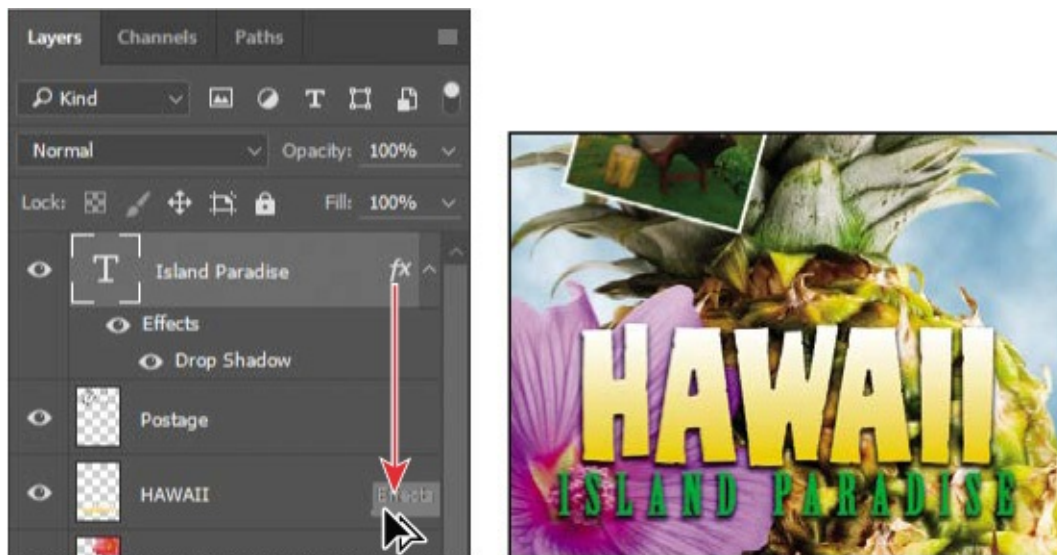 Layers Channels Paths
Kind T
Normal Opacity: 100%
Lock: Fill: 100%
T Island Paradise fx
Effects
Drop Shadow
Postage
HAWAII Effects
HAWAII
ISLAND PARADISE